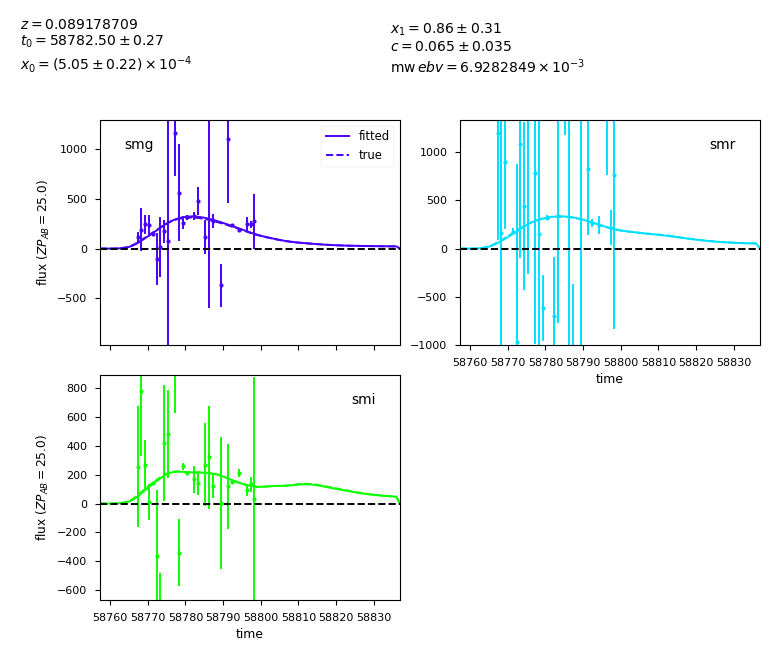 z = 0.089178709
t₀ = 58782.50 ± 0.27
x₀ = (5.05 ± 0.22) × 10⁻⁴
x₁ = 0.86 ± 0.31
c = 0.065 ± 0.035
mw ebv = 6.9282849 × 10⁻³
smg
fitted
true
1000
500
0
−500
flux (ZP_AB = 25.0)
smr
1000
500
0
−500
−1000
58760 58770 58780 58790 58800 58810 58820 58830
time
smi
800
600
400
200
0
−200
−400
−600
flux (ZP_AB = 25.0)
58760 58770 58780 58790 58800 58810 58820 58830
time